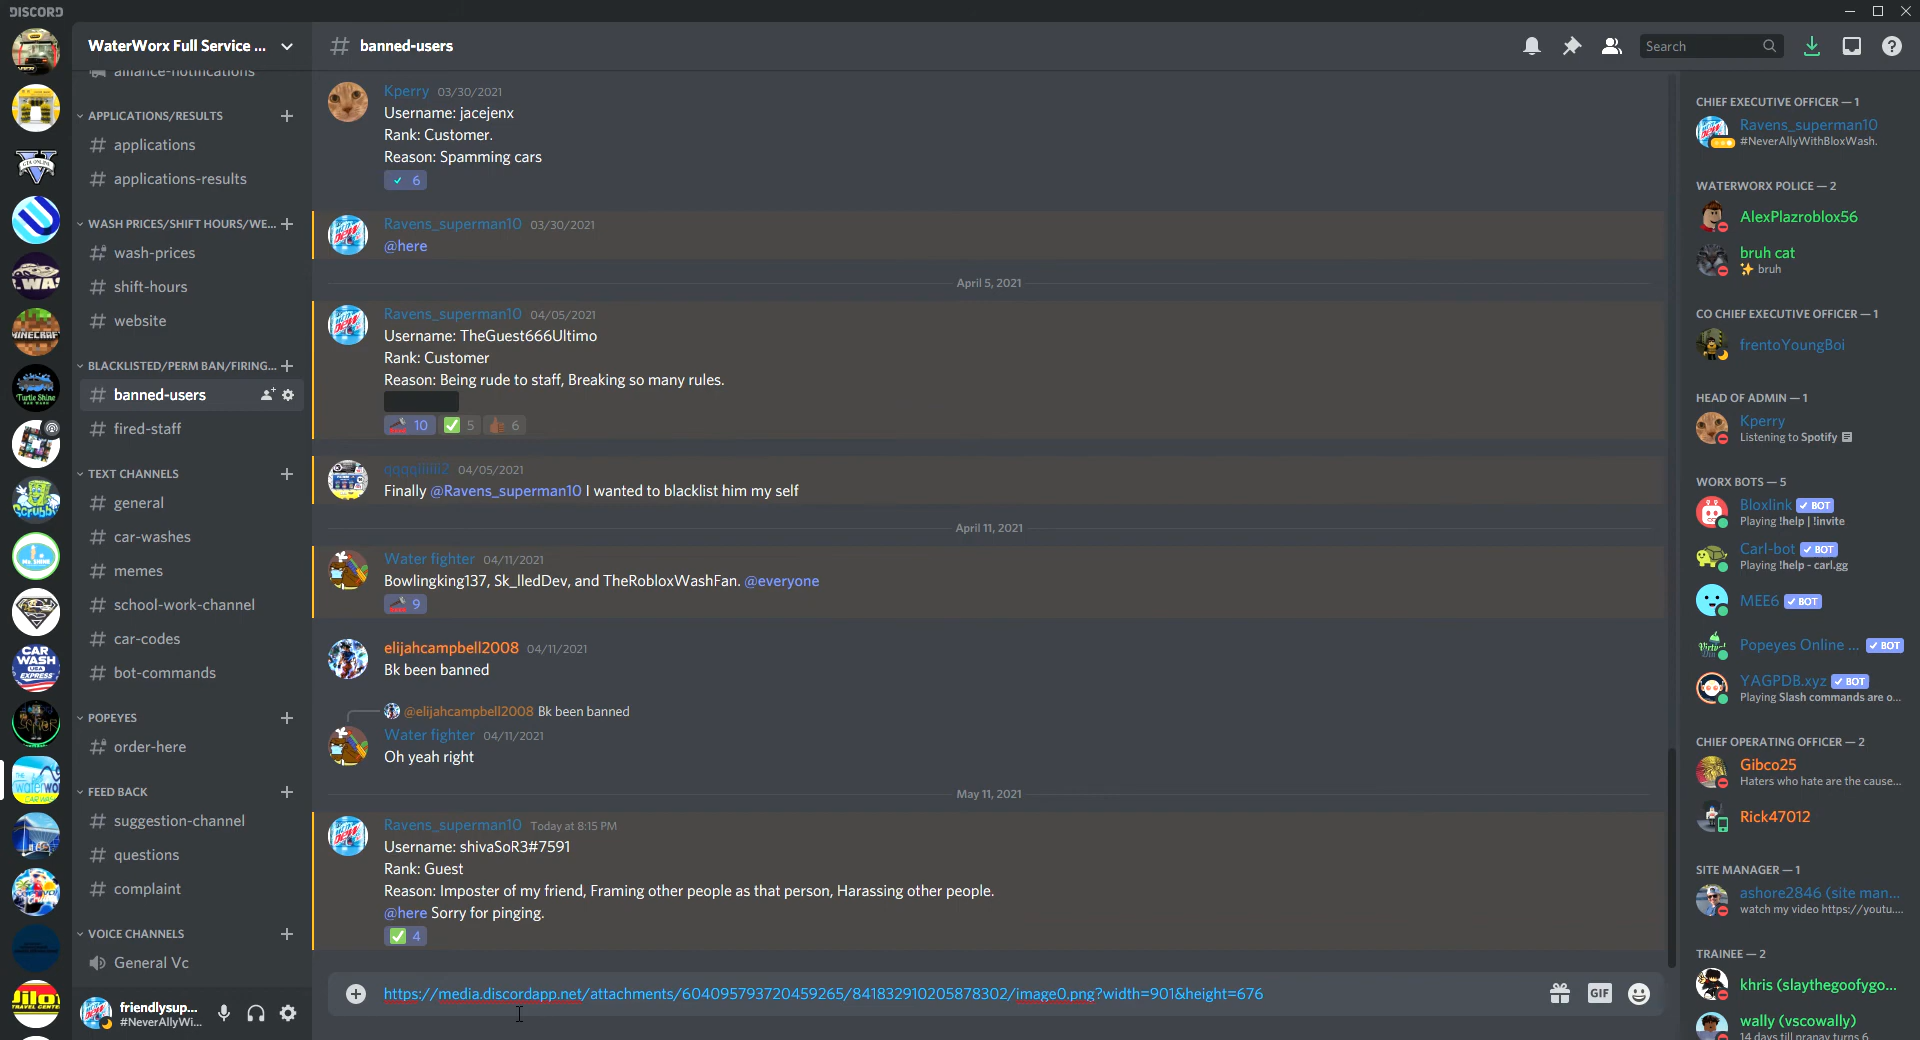 DISCORD
WaterWorx Full Service ...
alliance-notifications
APPLICATIONS/RESULTS
applications
applications-results
WASH PRICES/SHIFT HOURS/WE...
wash-prices
shift-hours
website
BLACKLISTED/PERM BAN/FIRING...
banned-users
fired-staff
TEXT CHANNELS
general
car-washes
memes
school-work-channel
car-codes
bot-commands
POPEYES
order-here
FEED BACK
suggestion-channel
questions
complaint
VOICE CHANNELS
General Vc
friendlysup...
#NeverAllyWi...
banned-users
Search
Kperry 03/30/2021
Username: jacejenx
Rank: Customer.
Reason: Spamming cars
6
Ravens_superman10 03/30/2021
@here
April 5, 2021
Ravens_superman10 04/05/2021
Username: TheGuest666Ultimo
Rank: Customer
Reason: Being rude to staff, Breaking so many rules.
10 5 6
04/05/2021
Finally @Ravens_superman10 I wanted to blacklist him my self
April 11, 2021
Water fighter 04/11/2021
Bowlingking137, Sk_lledDev, and TheRobloxWashFan. @everyone
9
elijahcampbell2008 04/11/2021
Bk been banned
@elijahcampbell2008 Bk been banned
Water fighter 04/11/2021
Oh yeah right
May 11, 2021
Ravens_superman10 Today at 8:15 PM
Username: shivaSoR3#7591
Rank: Guest
Reason: Imposter of my friend, Framing other people as that person, Harassing other people.
@here Sorry for pinging.
4
https://media.discordapp.net/attachments/604095793720459265/841832910205878302/image0.png?width=901&height=676
GIF
CHIEF EXECUTIVE OFFICER — 1
Ravens_superman10
#NeverAllyWithBloxWash.
WATERWORX POLICE — 2
AlexPlazroblox56
bruh cat
bruh
CO CHIEF EXECUTIVE OFFICER — 1
frentoYoungBoi
HEAD OF ADMIN — 1
Kperry
Listening to Spotify
WORX BOTS — 5
Bloxlink BOT
Playing !help | !invite
Carl-bot BOT
Playing !help - carl.gg
MEE6 BOT
Popeyes Online ... BOT
YAGPDB.xyz BOT
Playing Slash commands are o...
CHIEF OPERATING OFFICER — 2
Gibco25
Haters who hate are the cause...
Rick47012
SITE MANAGER — 1
ashore2846 (site man...
watch my video https://youtu....
TRAINEE — 2
khris (slaythegoofygo...
wally (vscowally)
14 days till pranav turns 6